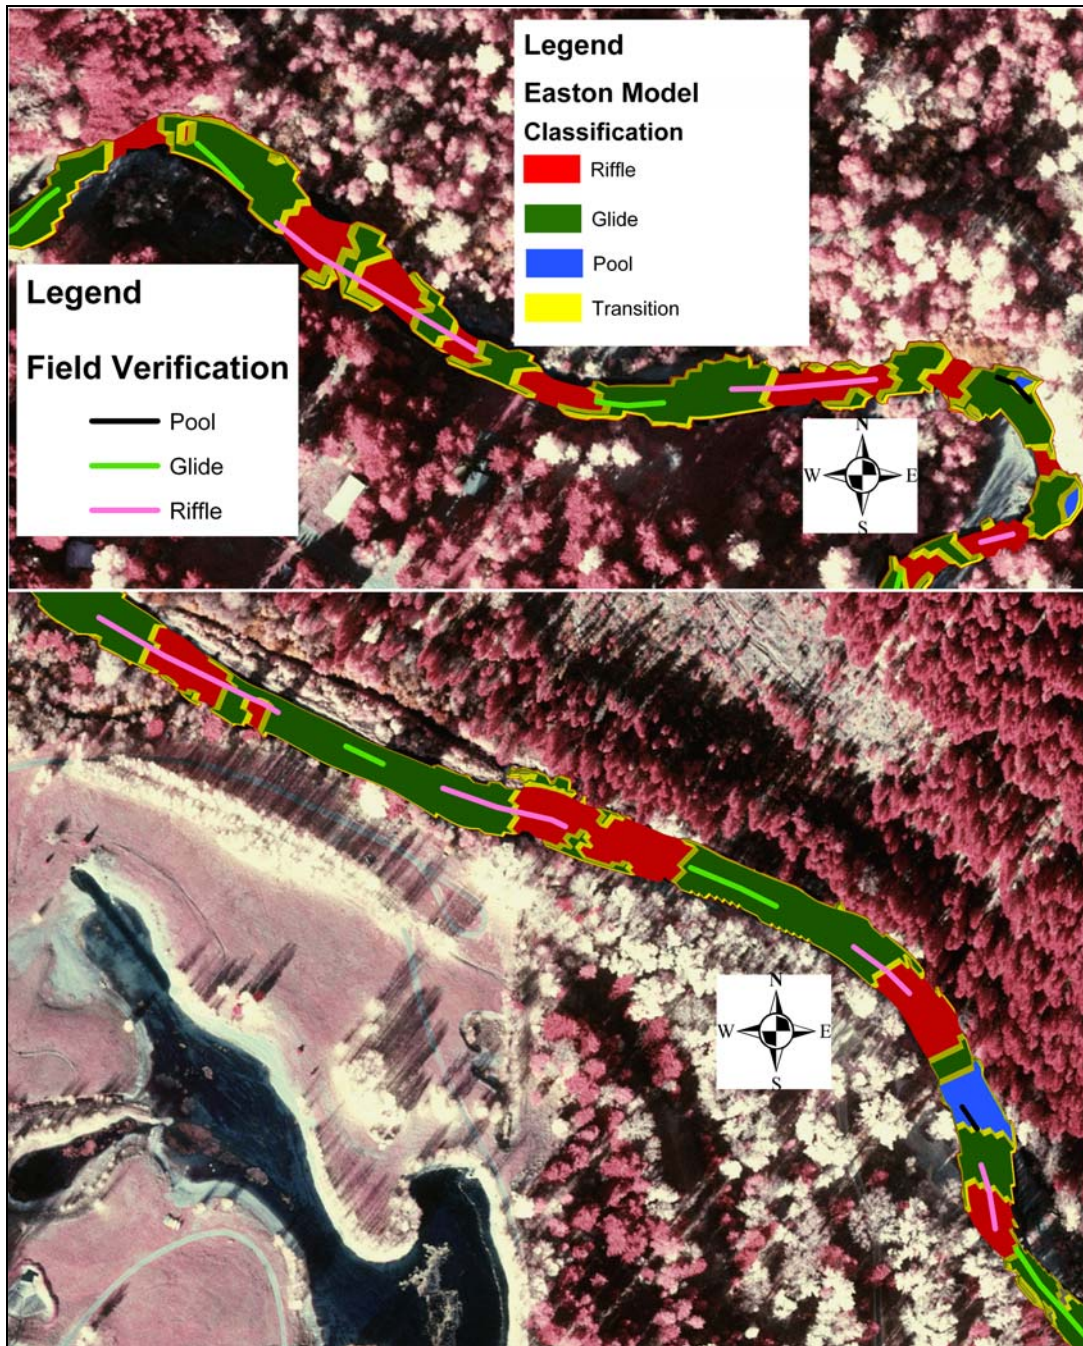 Legend
Easton Model
Classification
Riffle
Glide
Pool
Transition
Legend
Field Verification
Pool
Glide
Riffle
N
W E
S
N
W E
S